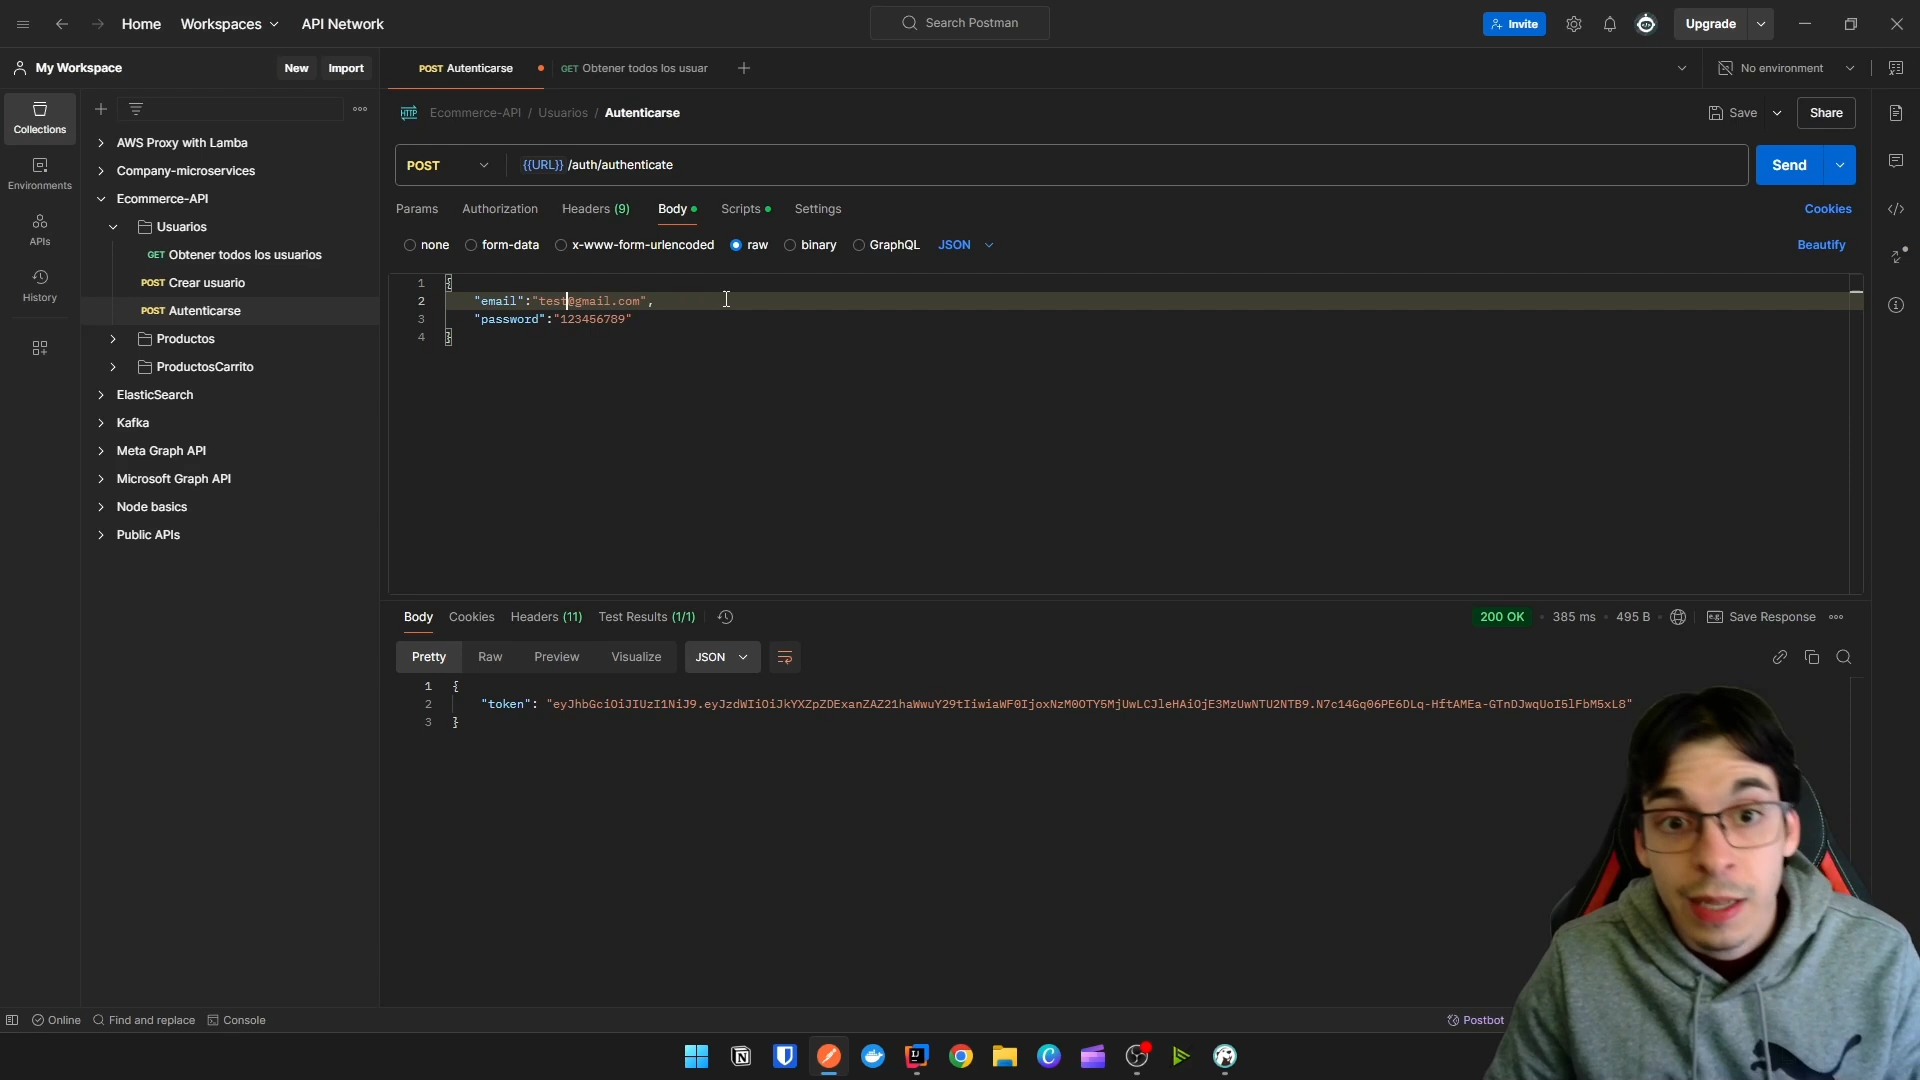 Home Workspaces API Network Search Postman Invite Upgrade
My Workspace New Import POST Autenticarse GET Obtener todos los usuar No environment
Ecommerce-API / Usuarios / Autenticarse Save Share
Collections
Environments
APIs
History
AWS Proxy with Lamba
Company-microservices
Ecommerce-API
Usuarios
GET Obtener todos los usuarios
POST Crear usuario
POST Autenticarse
Productos
ProductosCarrito
ElasticSearch
Kafka
Meta Graph API
Microsoft Graph API
Node basics
Public APIs
POST {{URL}} /auth/authenticate Send
Params Authorization Headers (9) Body Scripts Settings Cookies
none form-data x-www-form-urlencoded raw binary GraphQL JSON Beautify
1 {
2 "email":"test@gmail.com",
3 "password":"123456789"
4 }
Body Cookies Headers (11) Test Results (1/1) 200 OK 385 ms 495 B Save Response
Pretty Raw Preview Visualize JSON
1 {
2 "token": "eyJhbGciOiJIUzI1NiJ9.eyJzdWIiOiJkYXZpZDExanZAZ21haWwuY29tIiwiaWF0IjoxNzM0OTY5MjUwLCJleHAiOjE3MzUwNTU2NTB9.N7c14Gq06PE6DLq-HftAMEa-GTnDJwqUoI5lFbM5xL8"
3 }
Online Find and replace Console Postbot